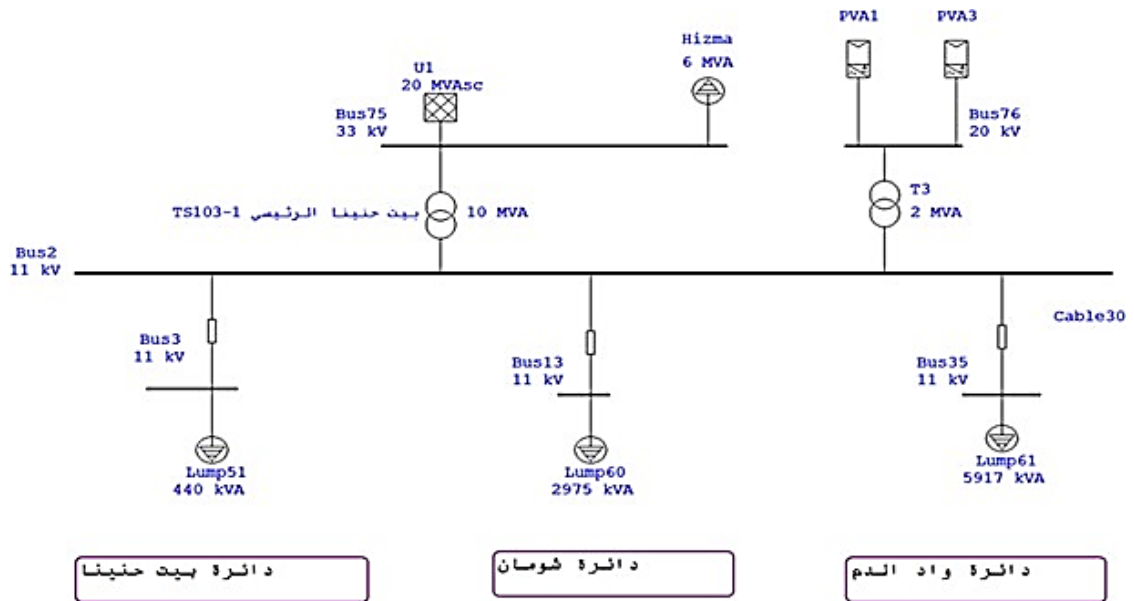 PVA1
PVA3
Hizma
6 MVA
U1
20 MVAsc
Bus75
33 kV
Bus76
20 kV
T3
2 MVA
بيت حنينا الرئيسي TS103-1
10 MVA
Bus2
11 kV
Cable30
Bus3
11 kV
Bus13
11 kV
Bus35
11 kV
Lump51
440 kVA
Lump60
2975 kVA
Lump61
5917 kVA
دائرة بيت حنينا
دائرة شومان
دائرة واد الدم